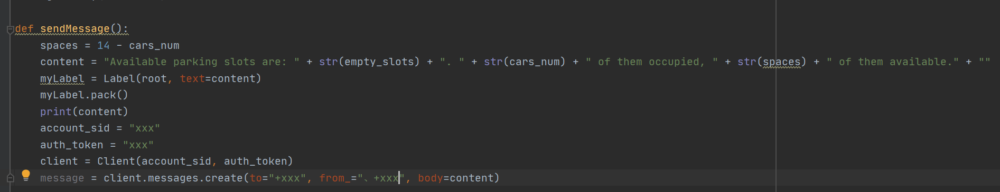 def sendMessage():
    spaces = 14 - cars_num
    content = "Available parking slots are: " + str(empty_slots) + ". " + str(cars_num) + " of them occupied, " + str(spaces) + " of them available." + ""
    myLabel = Label(root, text=content)
    myLabel.pack()
    print(content)
    account_sid = "xxx"
    auth_token = "xxx"
    client = Client(account_sid, auth_token)
    message = client.messages.create(to="+xxx", from_="、+xxx", body=content)